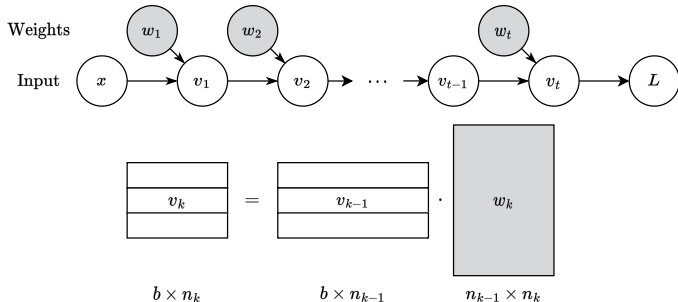 Weights w₁ w₂ wₜ
Input x v₁ v₂ ⋯ vₜ₋₁ vₜ L
vₖ = vₖ₋₁ · wₖ
b × nₖ b × nₖ₋₁ nₖ₋₁ × nₖ